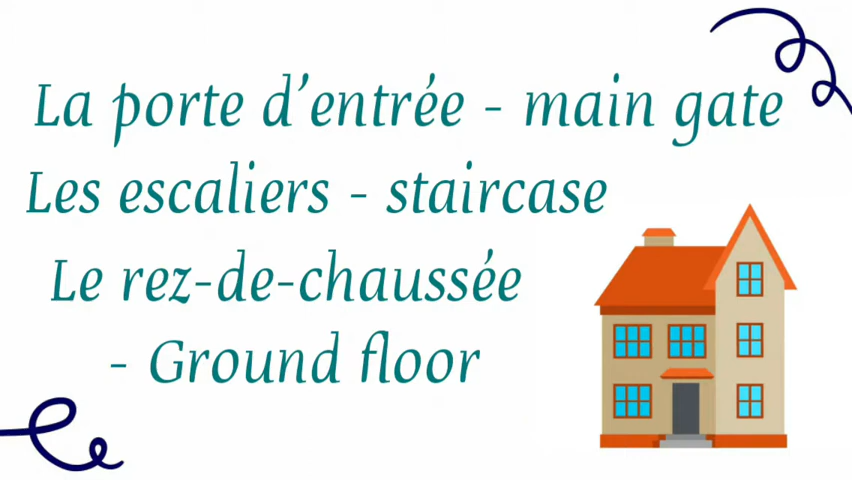 La porte d'entrée - main gate
Les escaliers - staircase
Le rez-de-chaussée
- Ground floor